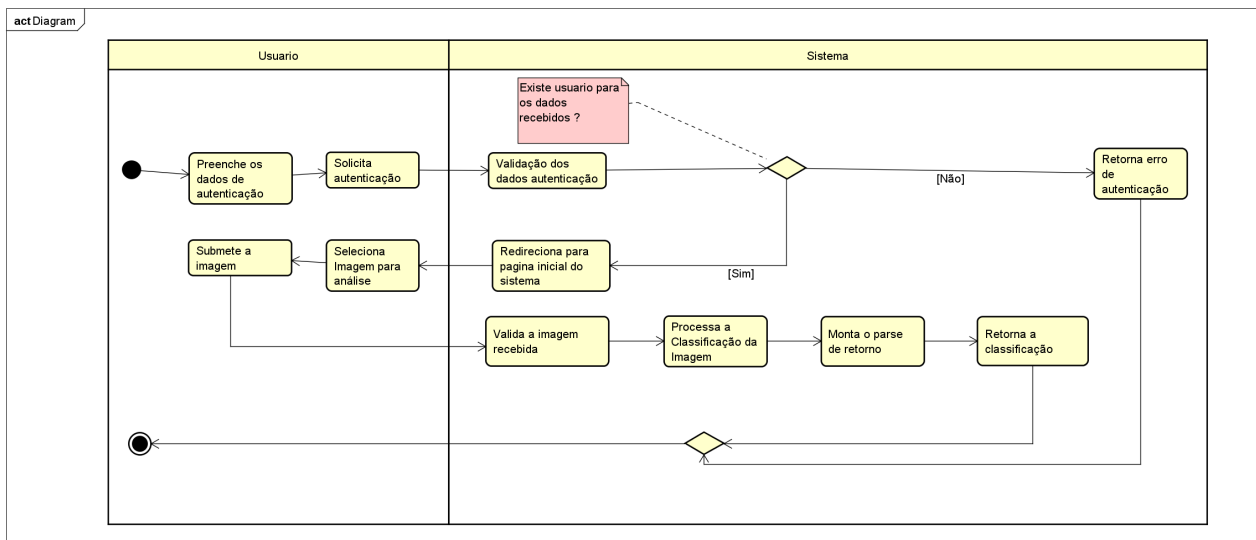 act Diagram
Usuario
Sistema
Existe usuario para
os dados
recebidos ?
Preenche os
dados de
autenticação
Solicita
autenticação
Validação dos
dados autenticação
[Não]
Retorna erro
de
autenticação
Submete a
imagem
Seleciona
Imagem para
análise
Redireciona para
pagina inicial do
sistema
[Sim]
Valida a imagem
recebida
Processa a
Classificação da
Imagem
Monta o parse
de retorno
Retorna a
classificação